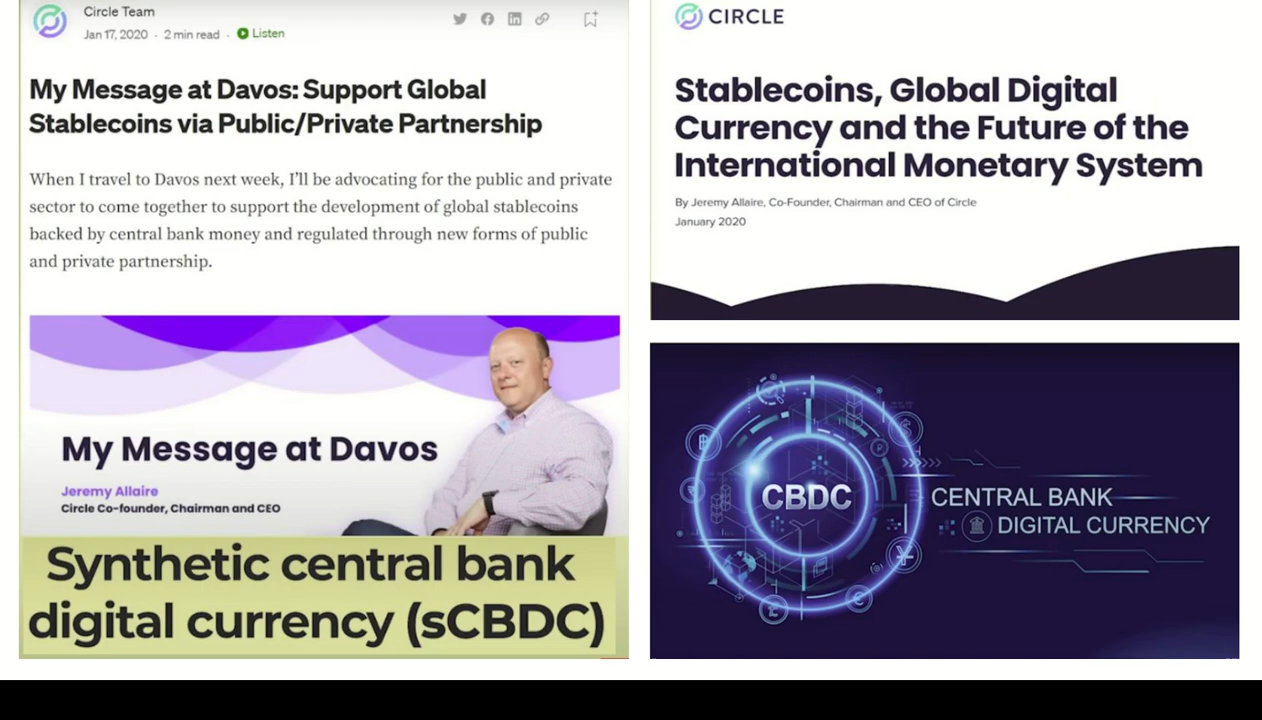 Circle Team
Jan 17, 2020 · 2 min read · Listen
My Message at Davos: Support Global
Stablecoins via Public/Private Partnership
When I travel to Davos next week, I'll be advocating for the public and private
sector to come together to support the development of global stablecoins
backed by central bank money and regulated through new forms of public
and private partnership.
My Message at Davos
Jeremy Allaire
Circle Co-founder, Chairman and CEO
Synthetic central bank
digital currency (sCBDC)
CIRCLE
Stablecoins, Global Digital
Currency and the Future of the
International Monetary System
By Jeremy Allaire, Co-Founder, Chairman and CEO of Circle
January 2020
CBDC
CENTRAL BANK
DIGITAL CURRENCY